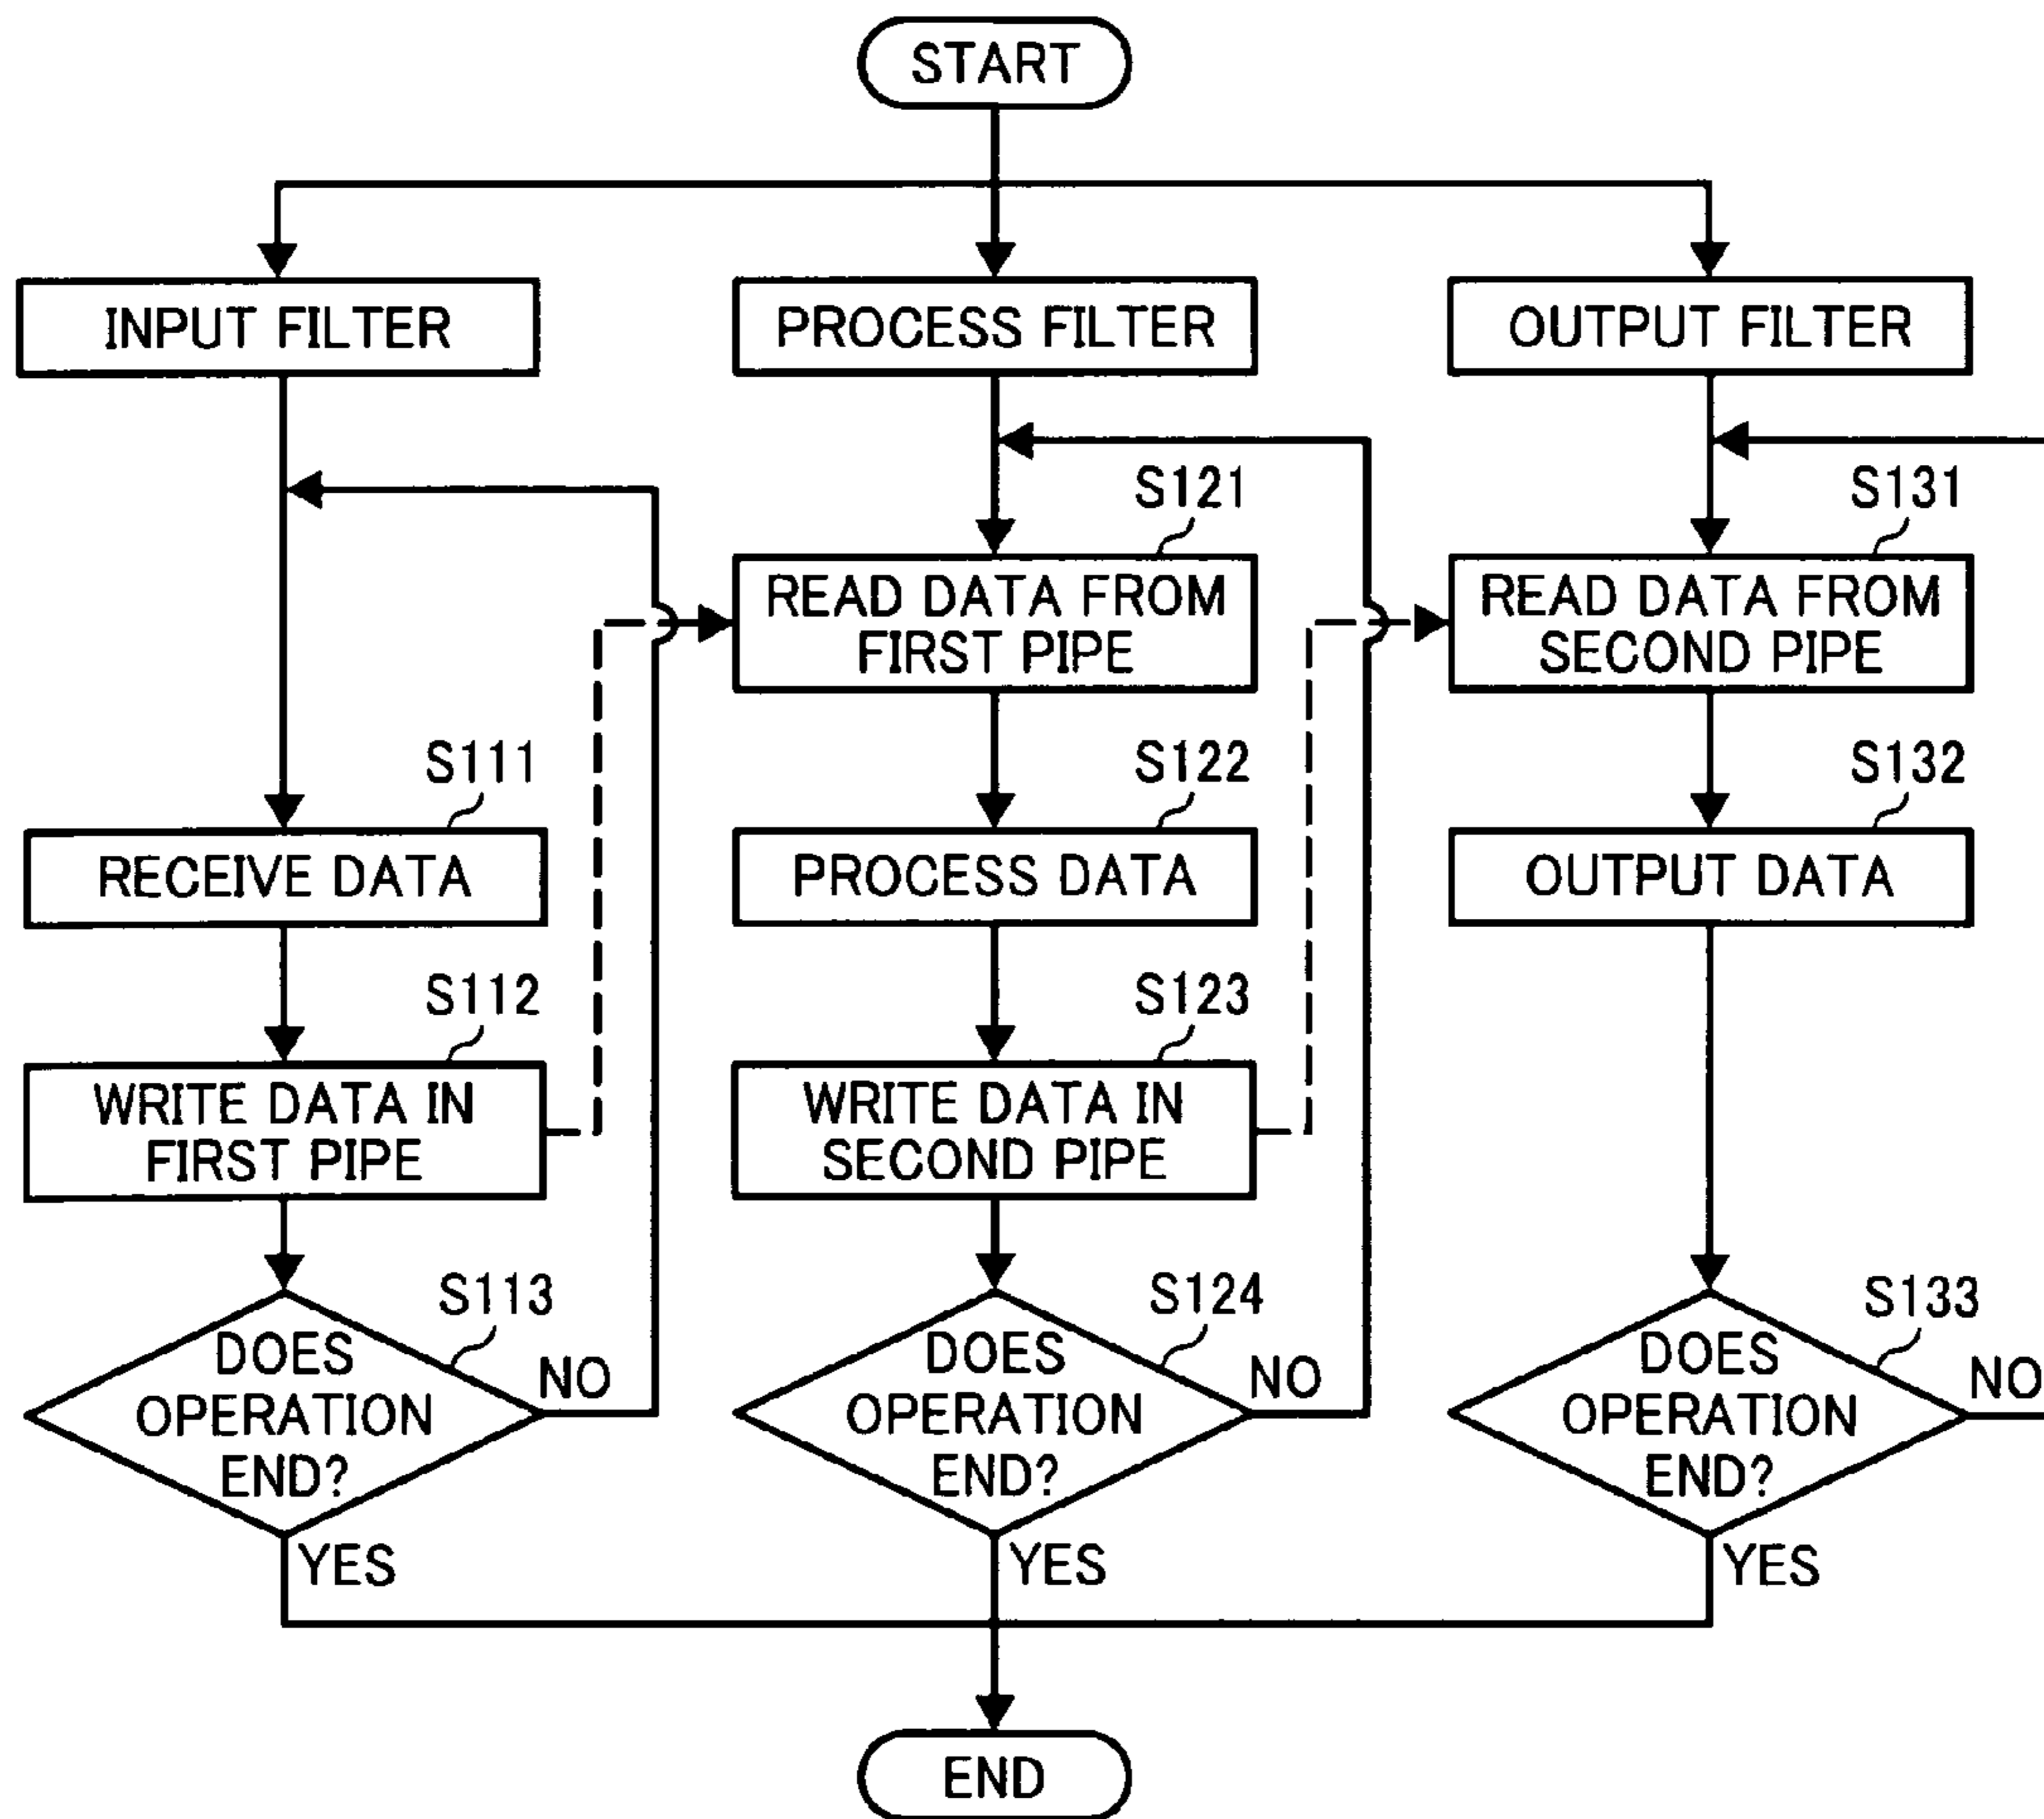 START
INPUT FILTER
PROCESS FILTER
OUTPUT FILTER
S121
S131
READ DATA FROM
FIRST PIPE
READ DATA FROM
SECOND PIPE
S111
S122
S132
RECEIVE DATA
PROCESS DATA
OUTPUT DATA
S112
S123
WRITE DATA IN
FIRST PIPE
WRITE DATA IN
SECOND PIPE
S113
S124
S133
DOES
OPERATION
END?
NO
DOES
OPERATION
END?
NO
DOES
OPERATION
END?
NO
YES
YES
YES
END